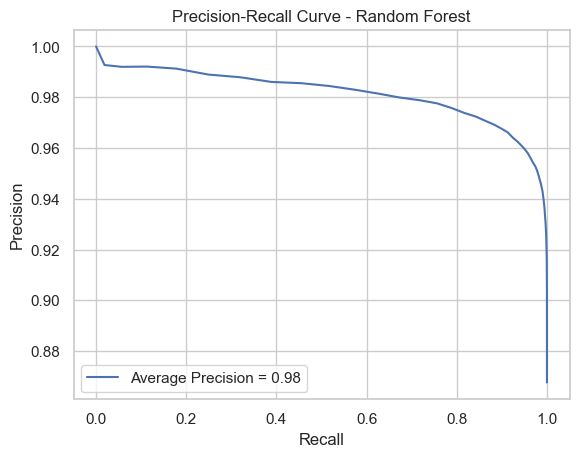 Precision-Recall Curve - Random Forest
1.00
0.98
0.96
0.94
0.92
0.90
0.88
Precision
Average Precision = 0.98
0.0 0.2 0.4 0.6 0.8 1.0
Recall